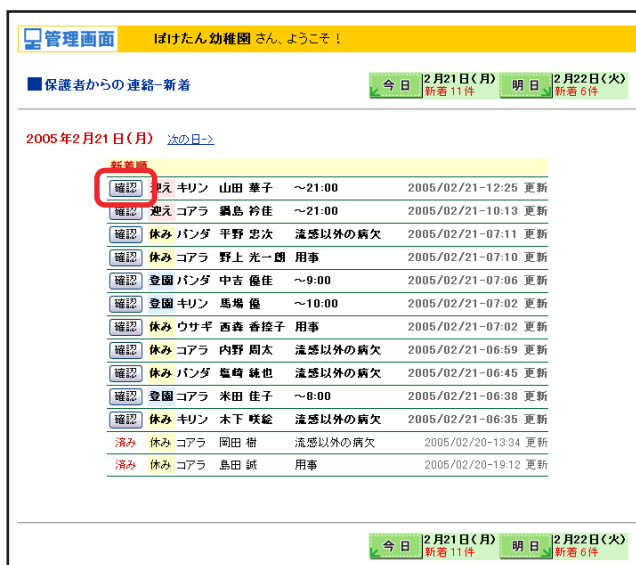 管理画面 ぽけたん幼稚園 さん、ようこそ！
■保護者からの連絡−新着
今日 2月21日(月) 新着11件 明日 2月22日(火) 新着6件
2005年2月21日(月) 次の日->
新着順
確認 迎え キリン 山田 華子 〜21:00 2005/02/21-12:25 更新
確認 迎え コアラ 鍋島 衿佳 〜21:00 2005/02/21-10:13 更新
確認 休み パンダ 平野 忠次 流感以外の病欠 2005/02/21-07:11 更新
確認 休み コアラ 野上 光一朗 用事 2005/02/21-07:10 更新
確認 登園 パンダ 中吉 優佳 〜9:00 2005/02/21-07:06 更新
確認 登園 キリン 馬場 優 〜10:00 2005/02/21-07:02 更新
確認 休み ウサギ 西森 香 子 用事 2005/02/21-07:02 更新
確認 休み コアラ 内野 周太 流感以外の病欠 2005/02/21-06:59 更新
確認 休み パンダ 塩崎 純也 流感以外の病欠 2005/02/21-06:45 更新
確認 登園 コアラ 米田 佳子 〜8:00 2005/02/21-06:38 更新
確認 休み キリン 木下 咲絵 流感以外の病欠 2005/02/21-06:35 更新
済み 休み コアラ 岡田 樹 流感以外の病欠 2005/02/20-13:34 更新
済み 休み コアラ 島田 誠 用事 2005/02/20-19:12 更新
今日 2月21日(月) 新着11件 明日 2月22日(火) 新着6件